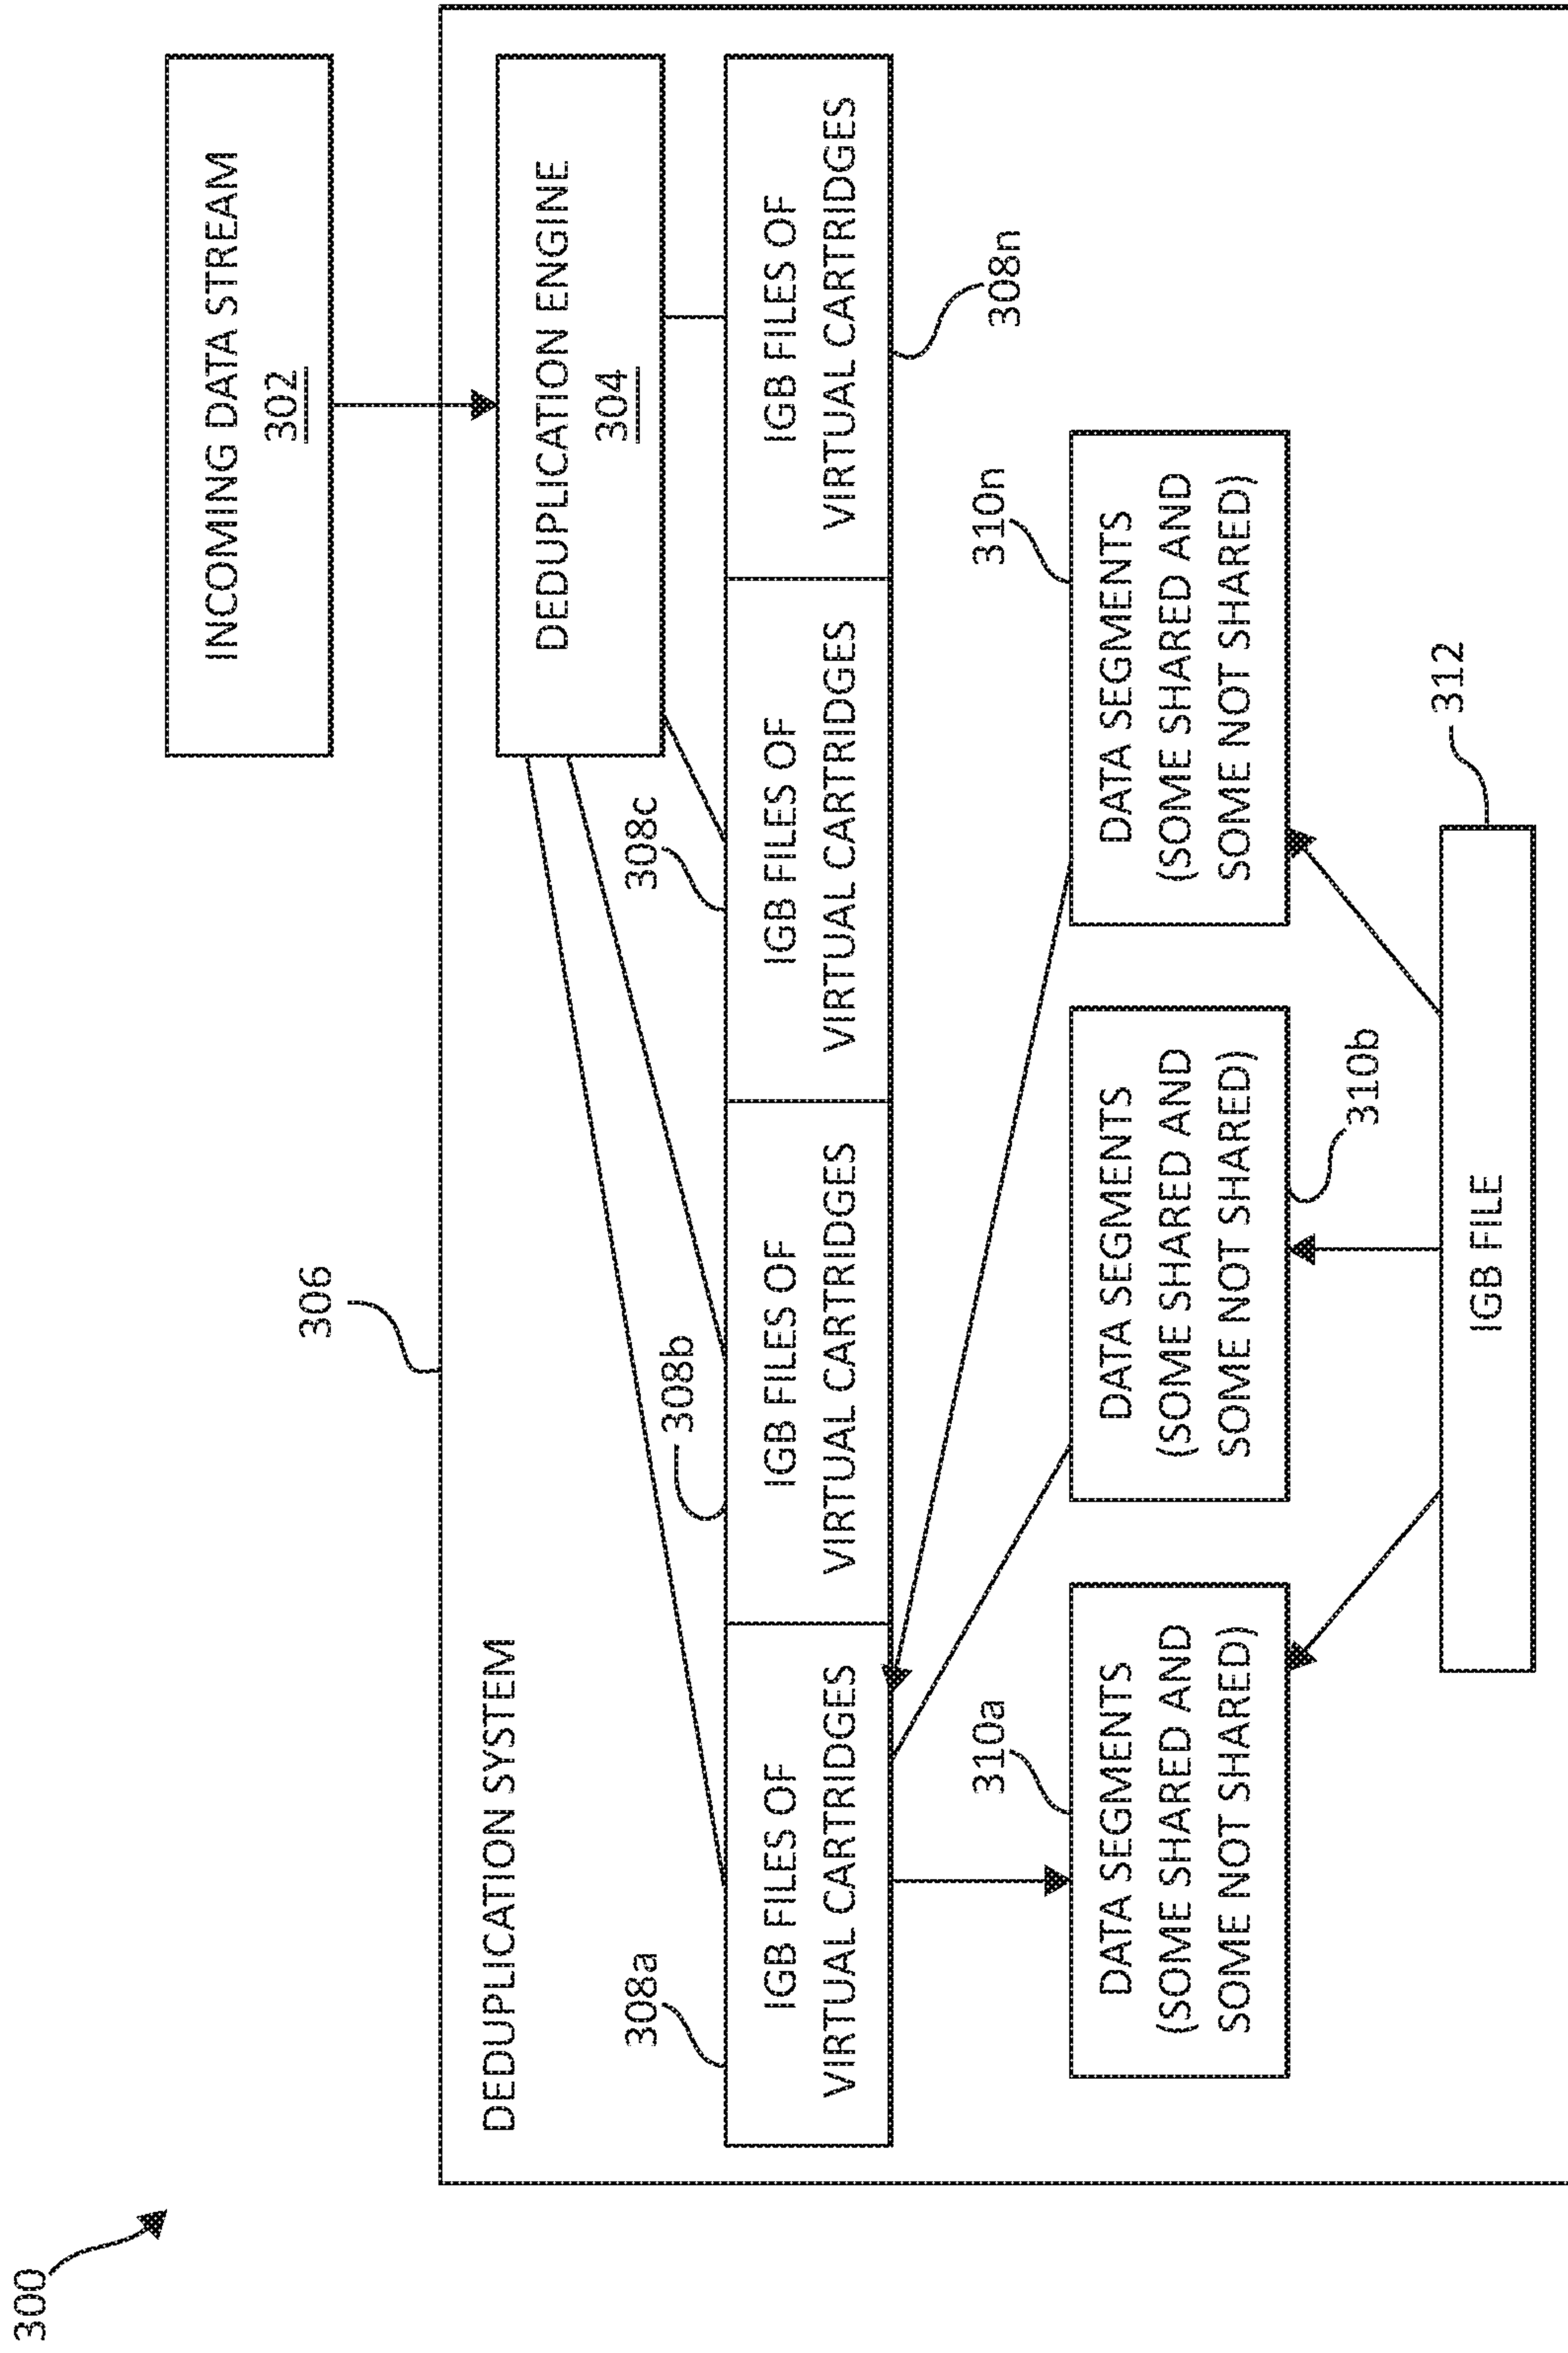 300
INCOMING DATA STREAM
302
306
DEDUPLICATION SYSTEM
DEDUPLICATION ENGINE
304
308a
308b
308c
IGB FILES OF
VIRTUAL CARTRIDGES
IGB FILES OF
VIRTUAL CARTRIDGES
IGB FILES OF
VIRTUAL CARTRIDGES
IGB FILES OF
VIRTUAL CARTRIDGES
308n
310a
310n
DATA SEGMENTS
(SOME SHARED AND
SOME NOT SHARED)
DATA SEGMENTS
(SOME SHARED AND
SOME NOT SHARED)
DATA SEGMENTS
(SOME SHARED AND
SOME NOT SHARED)
310b
312
IGB FILE